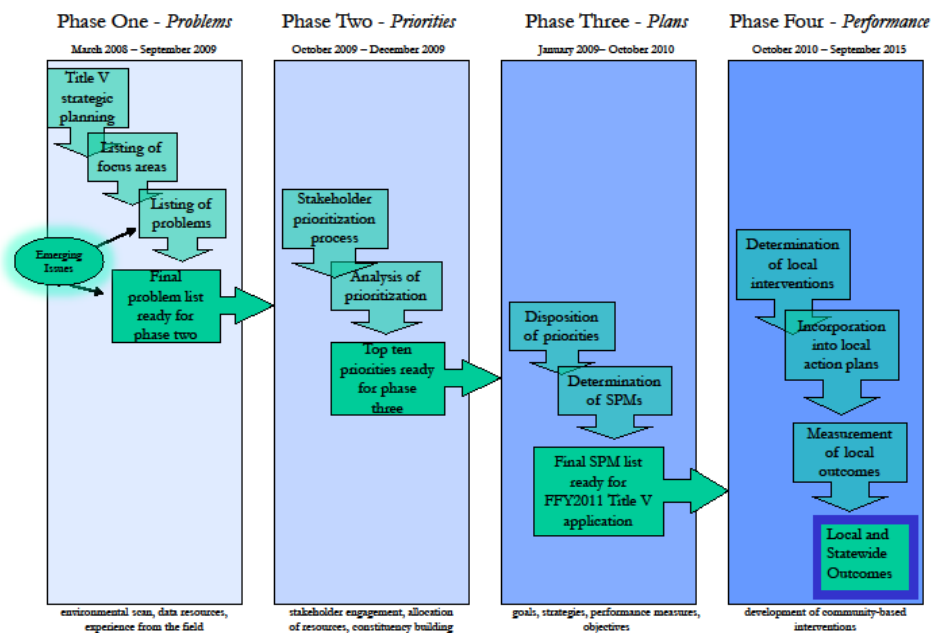 Phase One - Problems
March 2008 – September 2009
Title V
strategic
planning
Listing of
focus areas
Listing of
problems
Emerging
Issues
Final
problem list
ready for
phase two
environmental scan, data resources,
experience from the field
Phase Two - Priorities
October 2009 – December 2009
Stakeholder
prioritization
process
Analysis of
prioritization
Top ten
priorities ready
for phase
three
stakeholder engagement, allocation
of resources, constituency building
Phase Three - Plans
January 2009– October 2010
Disposition
of priorities
Determination
of SPMs
Final SPM list
ready for
FFY2011 Title V
application
goals, strategies, performance measures,
objectives
Phase Four - Performance
October 2010 – September 2015
Determination
of local
interventions
Incorporation
into local
action plans
Measurement
of local
outcomes
Local and
Statewide
Outcomes
development of community-based
interventions